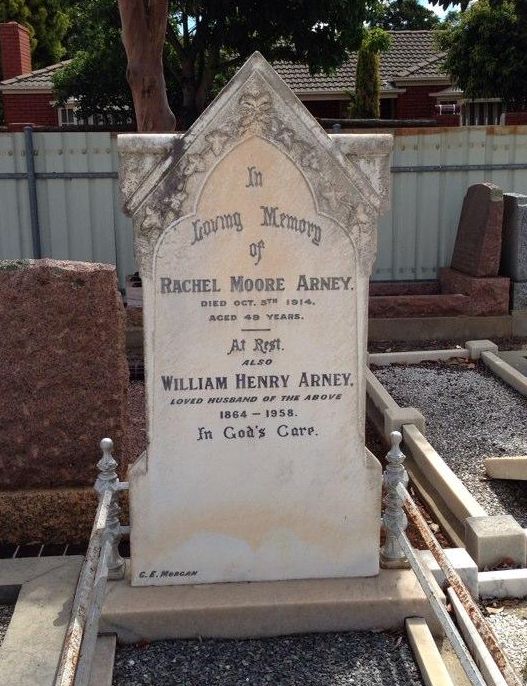 In
Loving Memory
of
RACHEL MOORE ARNEY.
DIED OCT. 5TH 1914.
AGED 49 YEARS.
At Rest.
ALSO
WILLIAM HENRY ARNEY.
LOVED HUSBAND OF THE ABOVE
1864 – 1958.
In God's Care.
G. E. MORGAN